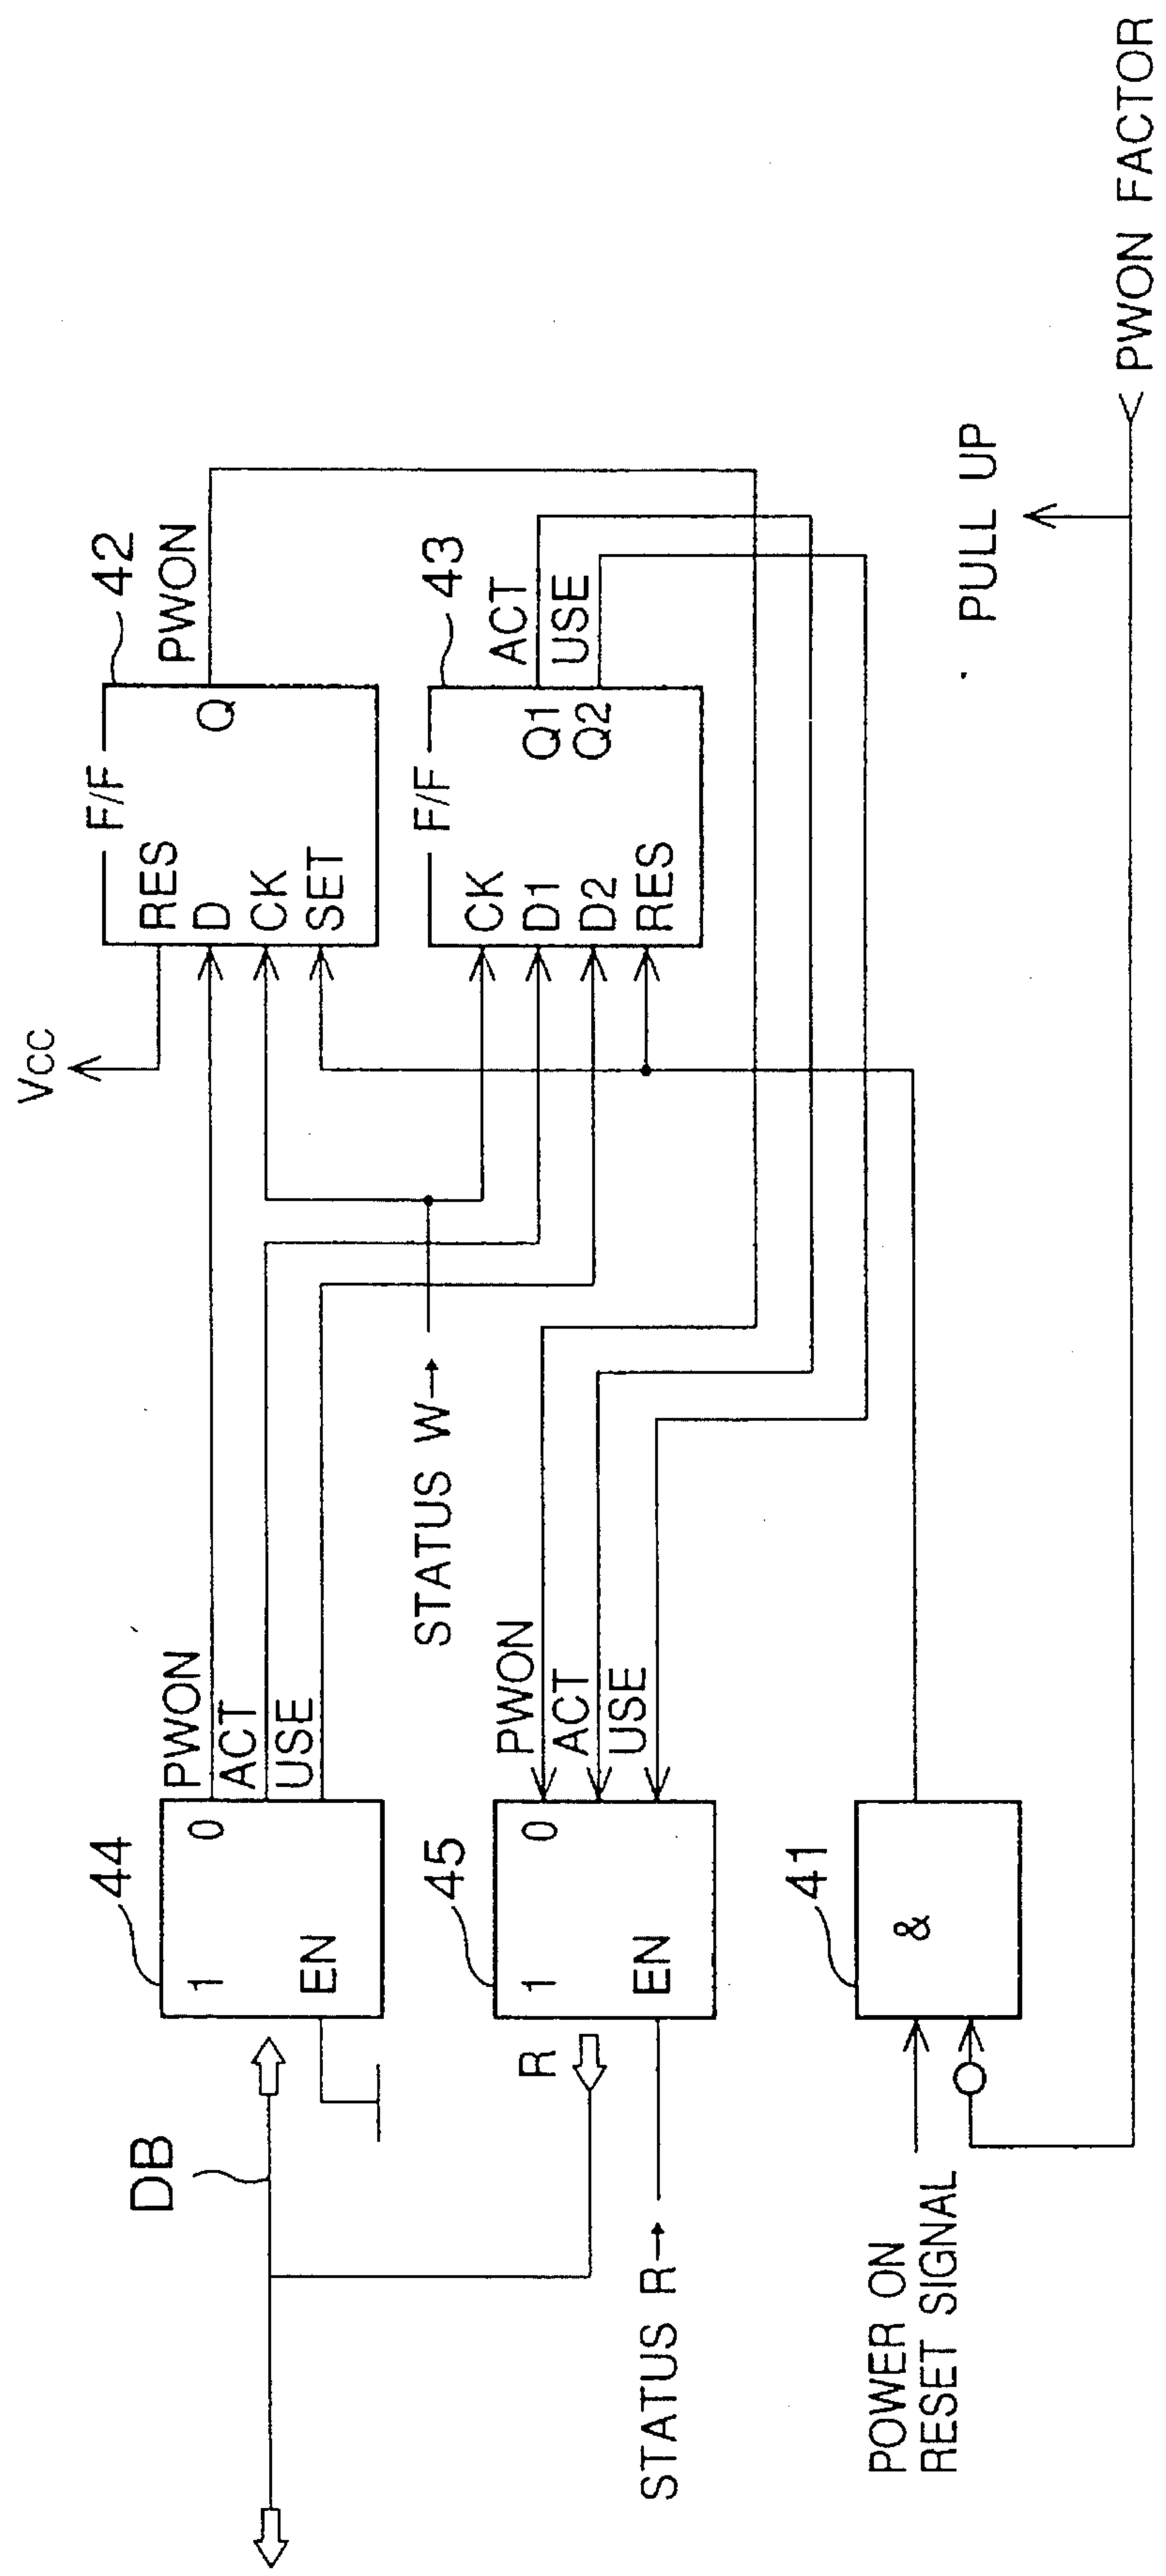 Vcc
42
F/F
RES
D
CK
SET
Q
PWON
43
F/F
CK
D1
D2
RES
Q1
Q2
ACT
USE
44
1
0
EN
PWON
ACT
USE
DB
STATUS W
45
1
0
EN
PWON
ACT
USE
R
STATUS R
41
&
POWER ON
RESET SIGNAL
PULL UP
PWON FACTOR